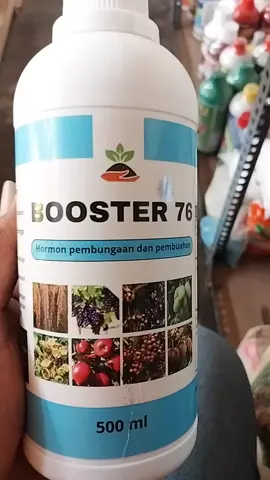 BOOSTER 76
Hormon pembungaan dan pembuahan
500 ml